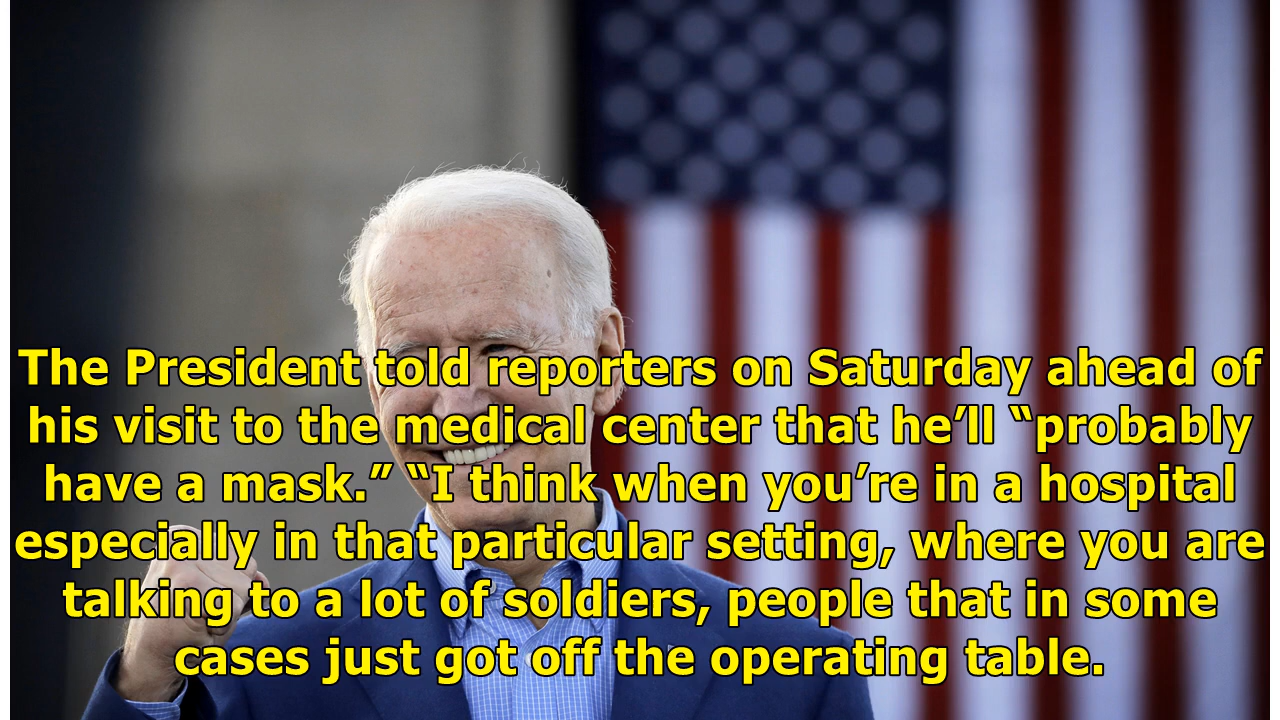 The President told reporters on Saturday ahead of
his visit to the medical center that he’ll “probably
have a mask.” “I think when you’re in a hospital
especially in that particular setting, where you are
talking to a lot of soldiers, people that in some
cases just got off the operating table.